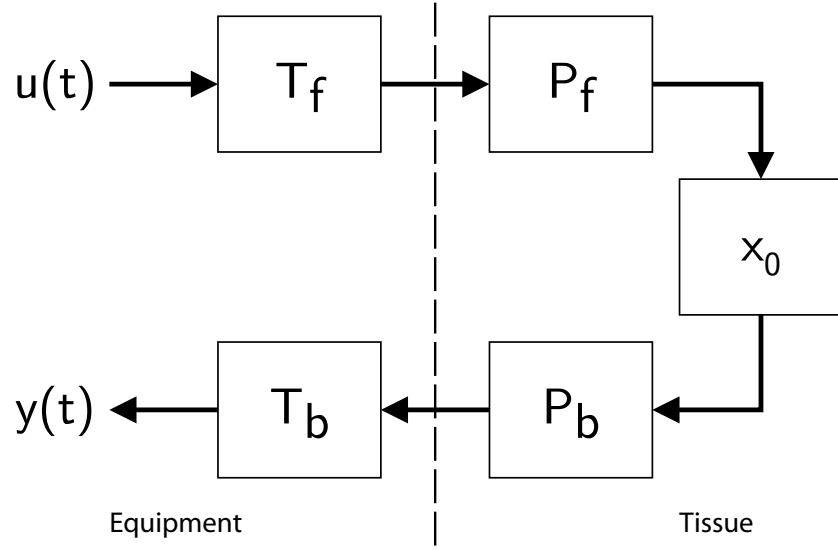 u(t)
T_f
P_f
x_0
y(t)
T_b
P_b
Equipment
Tissue